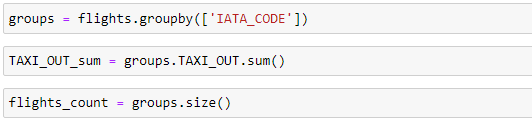 groups = flights.groupby(['IATA_CODE'])
TAXI_OUT_sum = groups.TAXI_OUT.sum()
flights_count = groups.size()